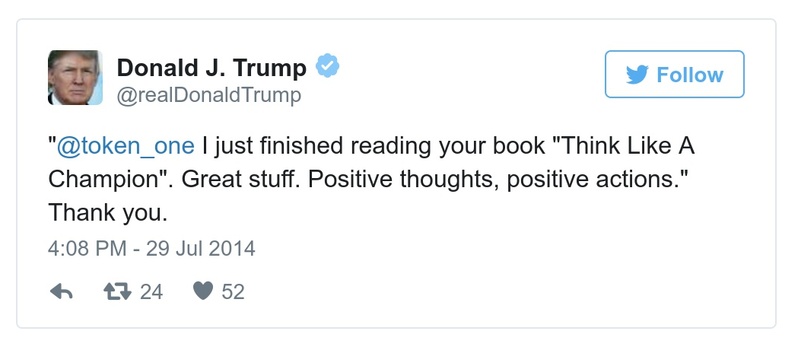 Donald J. Trump
@realDonaldTrump
Follow
"@token_one I just finished reading your book "Think Like A
Champion". Great stuff. Positive thoughts, positive actions."
Thank you.
4:08 PM - 29 Jul 2014
24 52